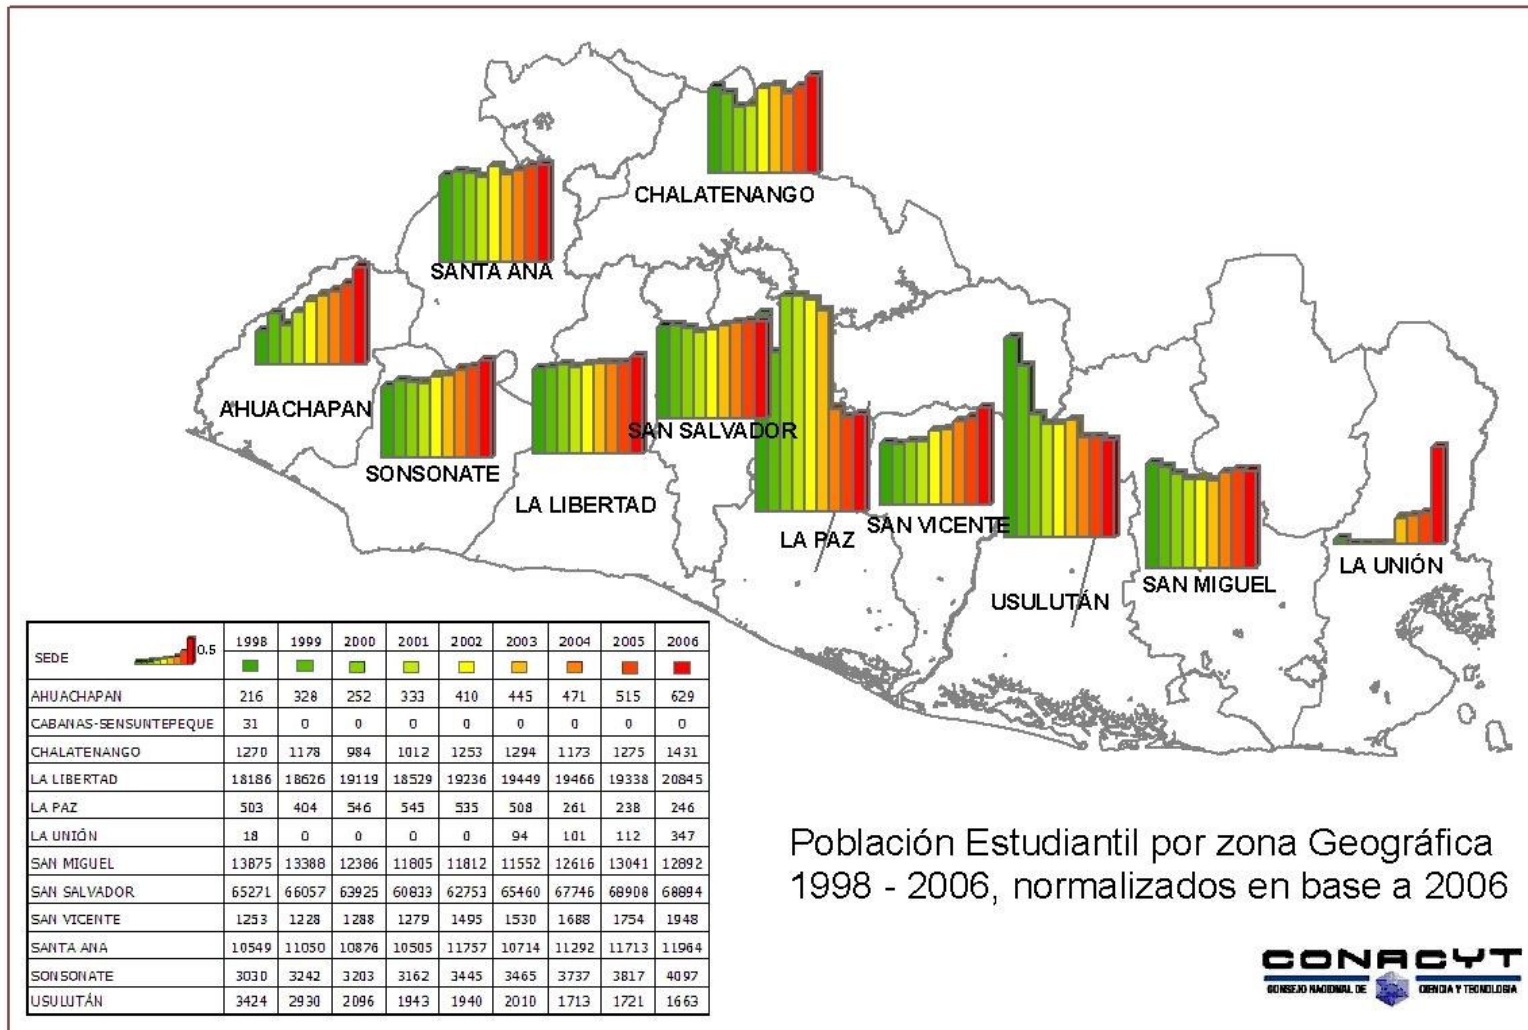 CHALATENANGO
SANTA ANA
AHUACHAPAN
SONSONATE
LA LIBERTAD
SAN SALVADOR
LA PAZ
SAN VICENTE
USULUTÁN
SAN MIGUEL
LA UNIÓN
SEDE 0.5 1998 1999 2000 2001 2002 2003 2004 2005 2006
AHUACHAPAN 216 328 252 333 410 445 471 515 629
CABANAS-SENSUNTEPEQUE 31 0 0 0 0 0 0 0 0
CHALATENANGO 1270 1178 984 1012 1253 1294 1173 1275 1431
LA LIBERTAD 18186 18626 19119 18529 19236 19449 19466 19338 20845
LA PAZ 503 404 546 545 535 508 261 238 246
LA UNIÓN 18 0 0 0 0 94 101 112 347
SAN MIGUEL 13875 13388 12386 11805 11812 11552 12616 13041 12892
SAN SALVADOR 65271 66057 63925 60833 62753 65460 67746 68908 68894
SAN VICENTE 1253 1228 1288 1279 1495 1530 1688 1754 1948
SANTA ANA 10549 11050 10876 10505 11757 10714 11292 11713 11964
SONSONATE 3030 3242 3203 3162 3445 3465 3737 3817 4097
USULUTÁN 3424 2930 2096 1943 1940 2010 1713 1721 1663
Población Estudiantil por zona Geográfica
1998 - 2006, normalizados en base a 2006
CONACYT
CONSEJO NACIONAL DE CIENCIA Y TECNOLOGIA